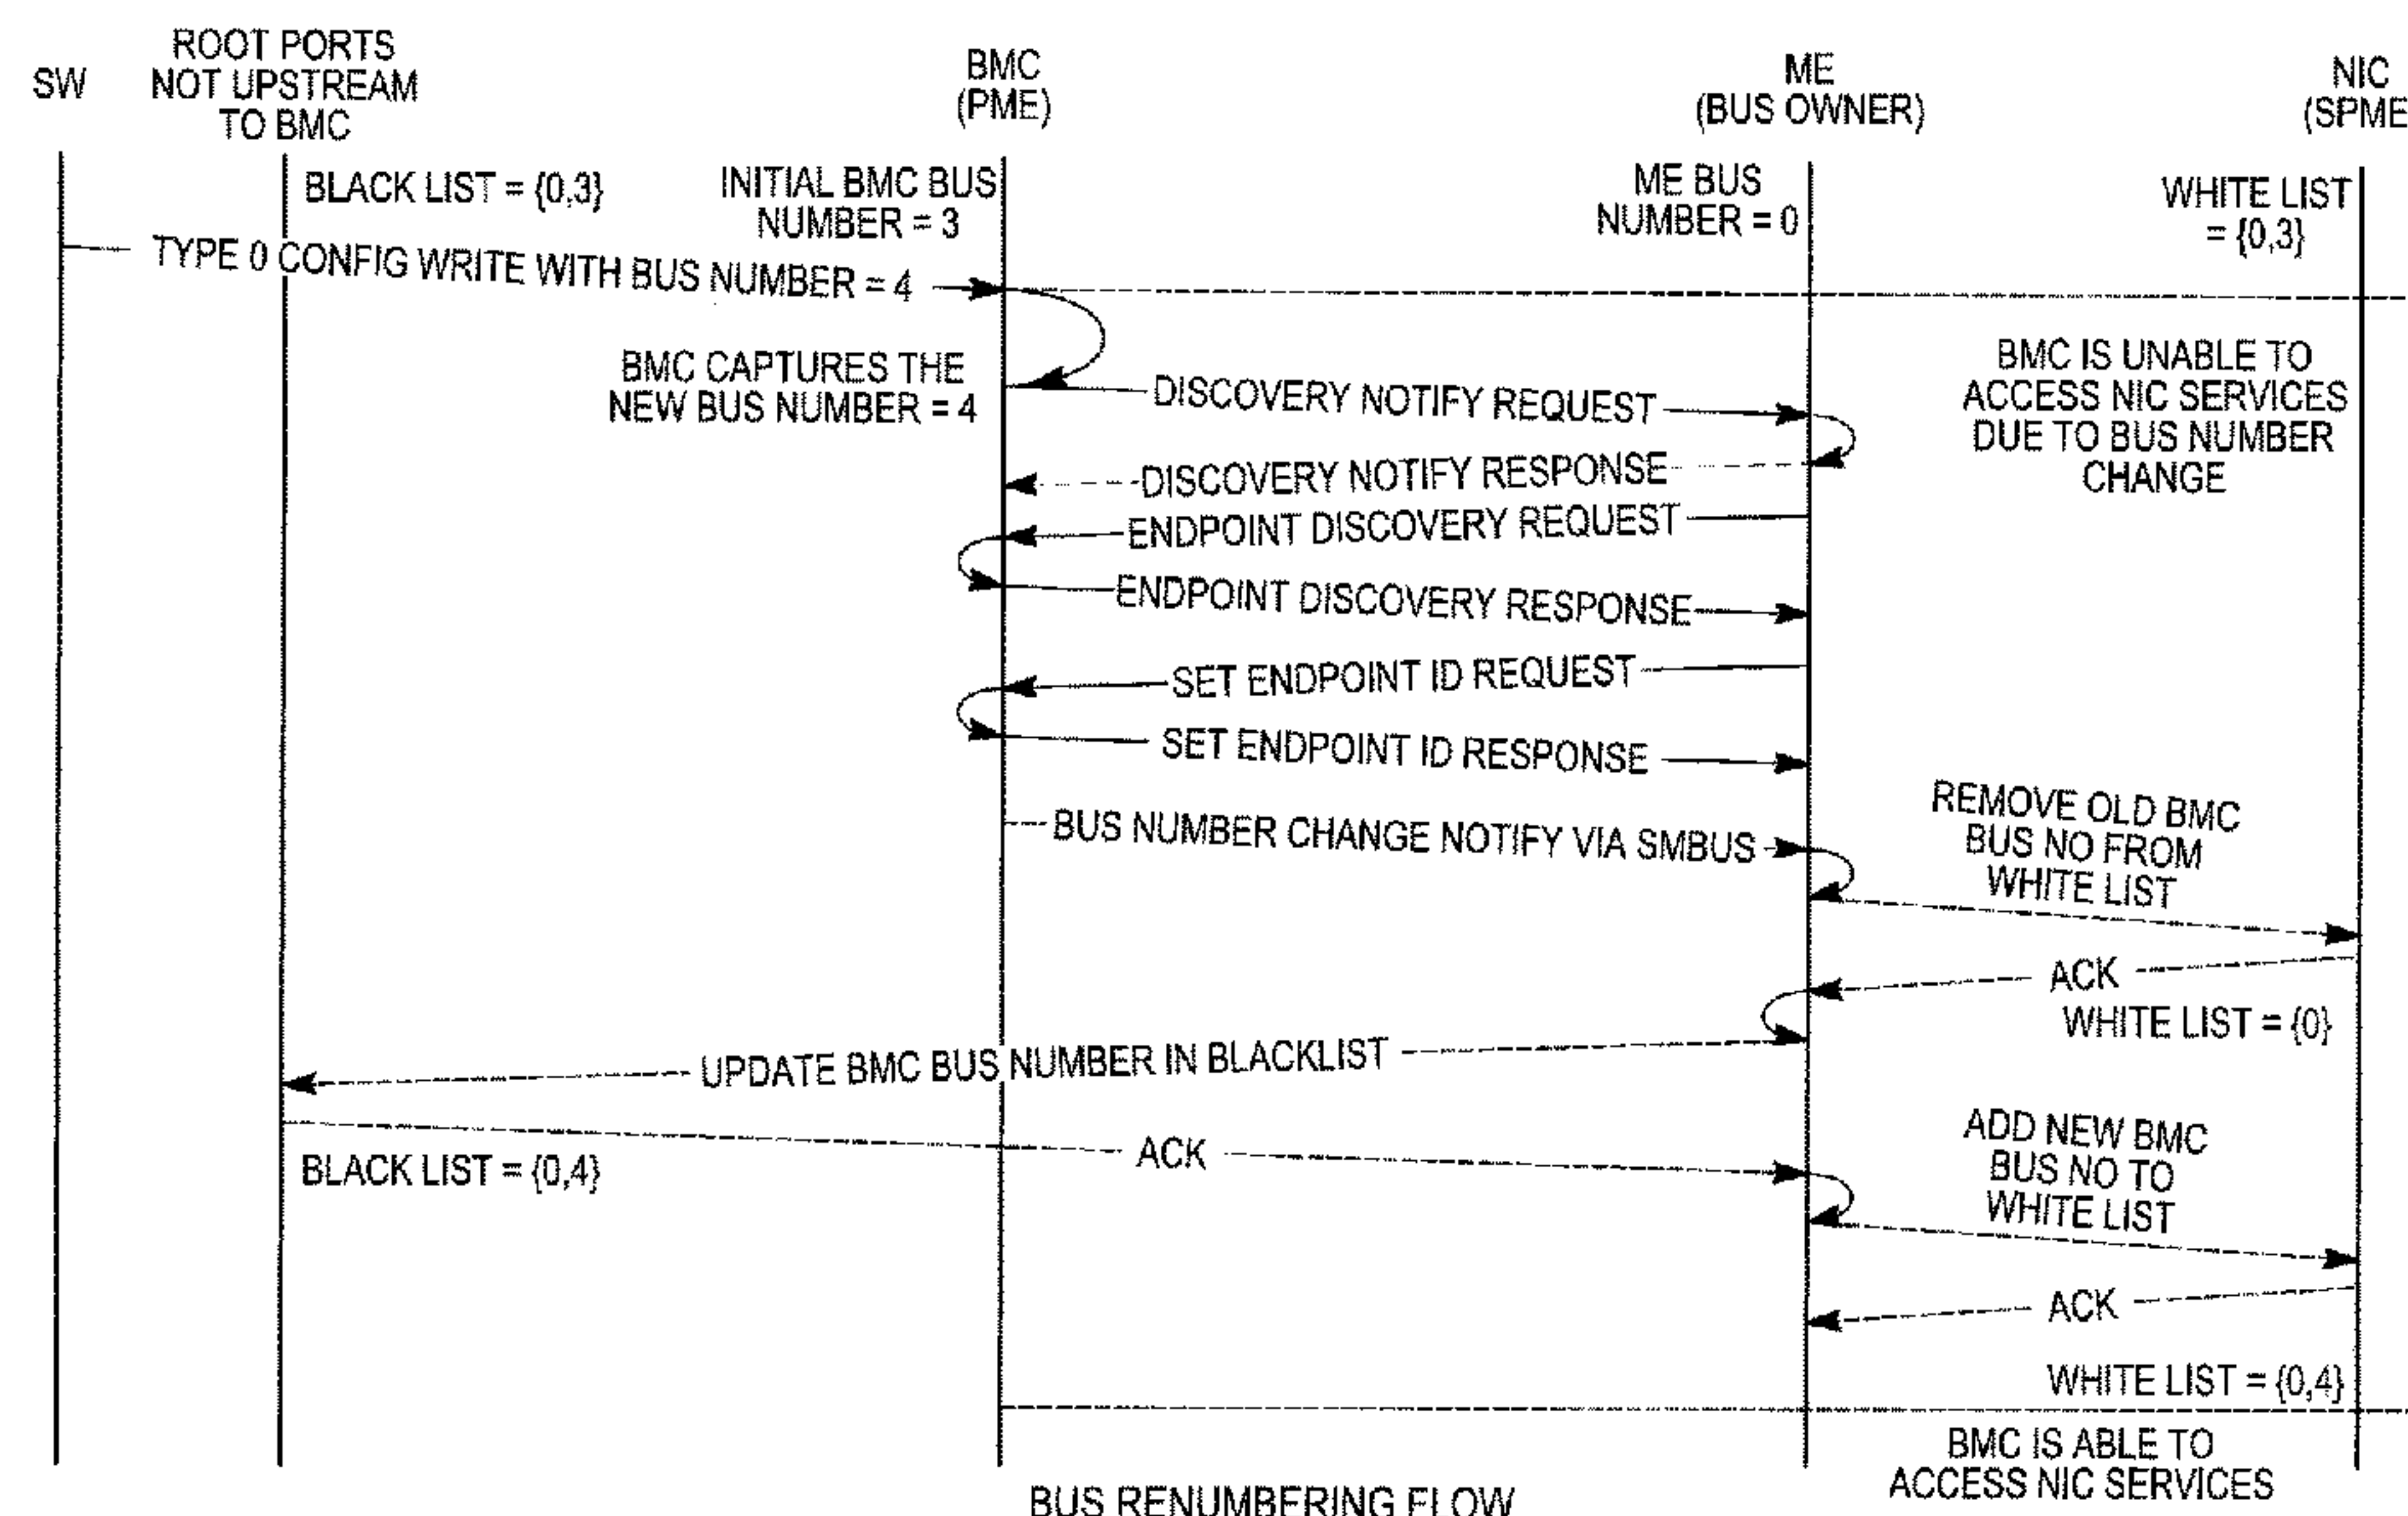 SW
ROOT PORTS
NOT UPSTREAM
TO BMC
BMC
(PME)
ME
(BUS OWNER)
NIC
(SPME
BLACK LIST = {0,3}
INITIAL BMC BUS
NUMBER = 3
ME BUS
NUMBER = 0
WHITE LIST
= {0,3}
TYPE 0 CONFIG WRITE WITH BUS NUMBER = 4
BMC CAPTURES THE
NEW BUS NUMBER = 4
DISCOVERY NOTIFY REQUEST
BMC IS UNABLE TO
ACCESS NIC SERVICES
DUE TO BUS NUMBER
CHANGE
DISCOVERY NOTIFY RESPONSE
ENDPOINT DISCOVERY REQUEST
ENDPOINT DISCOVERY RESPONSE
SET ENDPOINT ID REQUEST
SET ENDPOINT ID RESPONSE
BUS NUMBER CHANGE NOTIFY VIA SMBUS
REMOVE OLD BMC
BUS NO FROM
WHITE LIST
ACK
WHITE LIST = {0}
UPDATE BMC BUS NUMBER IN BLACKLIST
ACK
BLACK LIST = {0,4}
ADD NEW BMC
BUS NO TO
WHITE LIST
ACK
WHITE LIST = {0,4}
BMC IS ABLE TO
ACCESS NIC SERVICES
BUS RENUMBERING FLOW